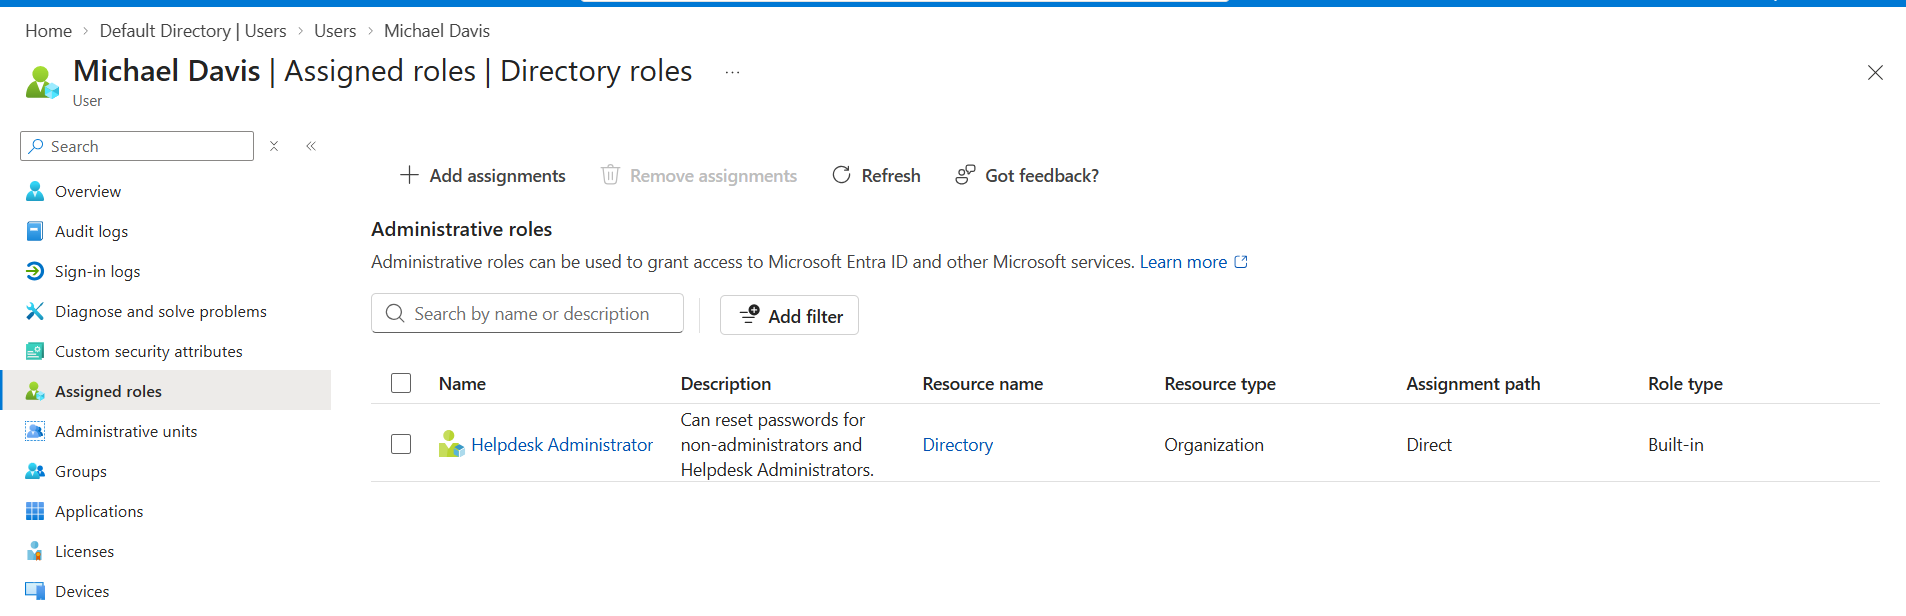 Home > Default Directory | Users > Users > Michael Davis
Michael Davis | Assigned roles | Directory roles ...
User
Search
Overview
Audit logs
Sign-in logs
Diagnose and solve problems
Custom security attributes
Assigned roles
Administrative units
Groups
Applications
Licenses
Devices
Add assignments Remove assignments Refresh Got feedback?
Administrative roles
Administrative roles can be used to grant access to Microsoft Entra ID and other Microsoft services. Learn more
Search by name or description Add filter
Name Description Resource name Resource type Assignment path Role type
Helpdesk Administrator
Can reset passwords for
non-administrators and
Helpdesk Administrators.
Directory Organization Direct Built-in